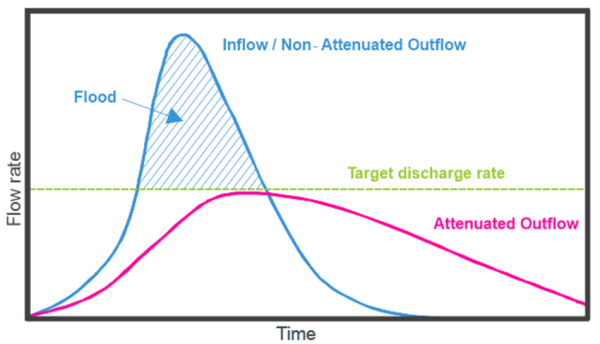 Inflow / Non- Attenuated Outflow
Flood
Target discharge rate
Attenuated Outflow
Flow rate
Time